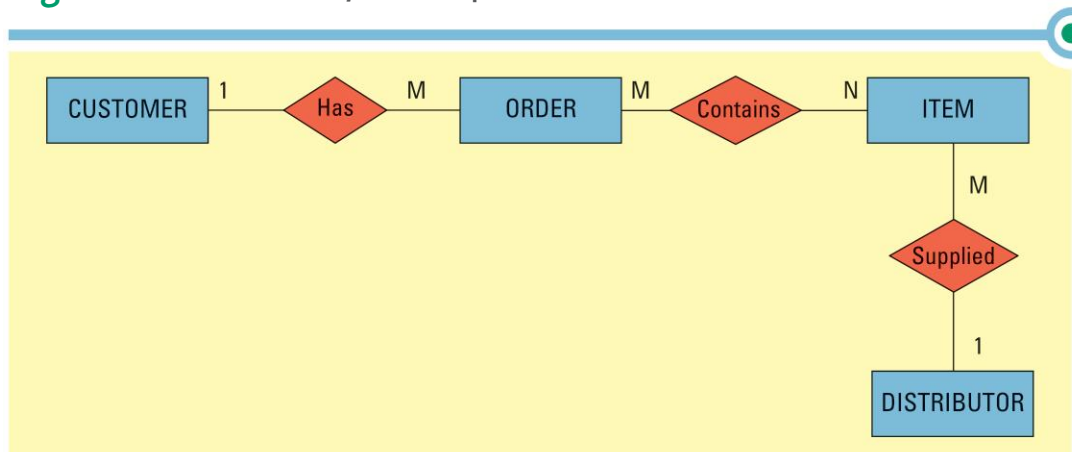 CUSTOMER 1 Has M ORDER M Contains N ITEM
M
Supplied
1
DISTRIBUTOR